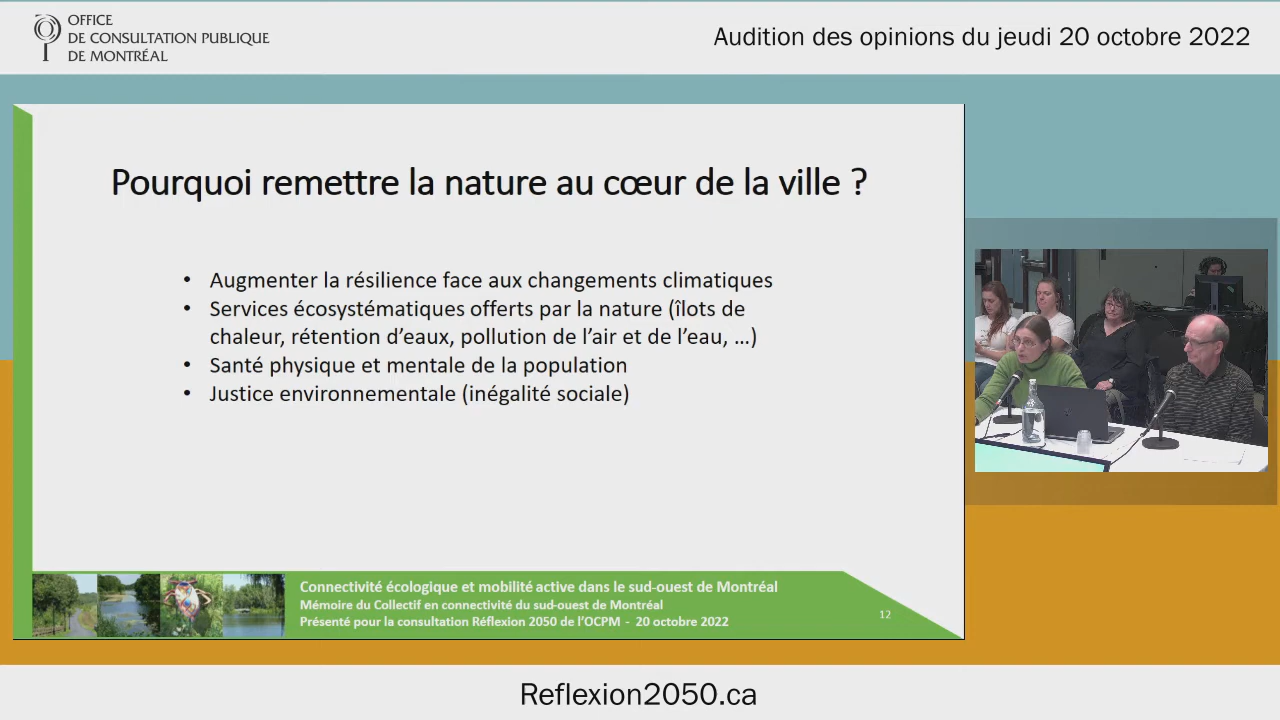 OFFICE
DE CONSULTATION PUBLIQUE
DE MONTRÉAL
Audition des opinions du jeudi 20 octobre 2022
Pourquoi remettre la nature au cœur de la ville ?
• Augmenter la résilience face aux changements climatiques
• Services écosystématiques offerts par la nature (îlots de
chaleur, rétention d’eaux, pollution de l’air et de l’eau, …)
• Santé physique et mentale de la population
• Justice environnementale (inégalité sociale)
Connectivité écologique et mobilité active dans le sud-ouest de Montréal
Mémoire du Collectif en connectivité du sud-ouest de Montréal
Présenté pour la consultation Réflexion 2050 de l’OCPM - 20 octobre 2022
12
Reflexion2050.ca